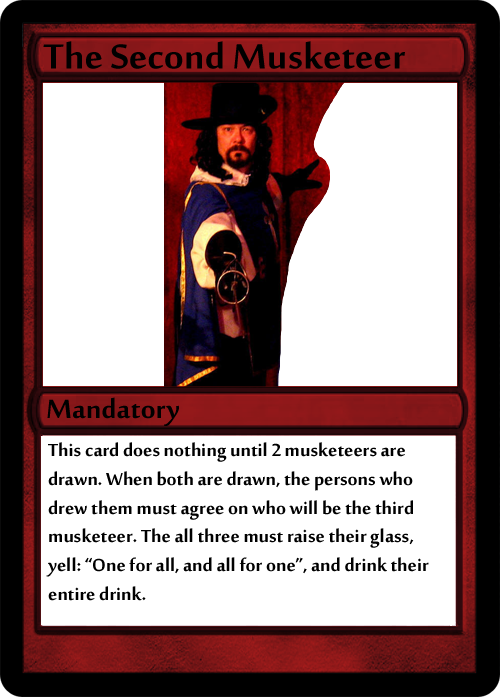 The Second Musketeer
Mandatory
This card does nothing until 2 musketeers are
drawn. When both are drawn, the persons who
drew them must agree on who will be the third
musketeer. The all three must raise their glass,
yell: “One for all, and all for one”, and drink their
entire drink.